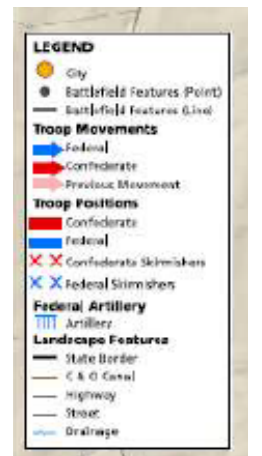 LEGEND
City
Battlefield Features (Point)
Battlefield Features (Line)
Troop Movements
Federal
Confederate
Previous Movement
Troop Positions
Confederate
Federal
Confederate Skirmishers
Federal Skirmishers
Federal Artillery
Artillery
Landscape Features
State Border
C & O Canal
Highway
Street
Drainage